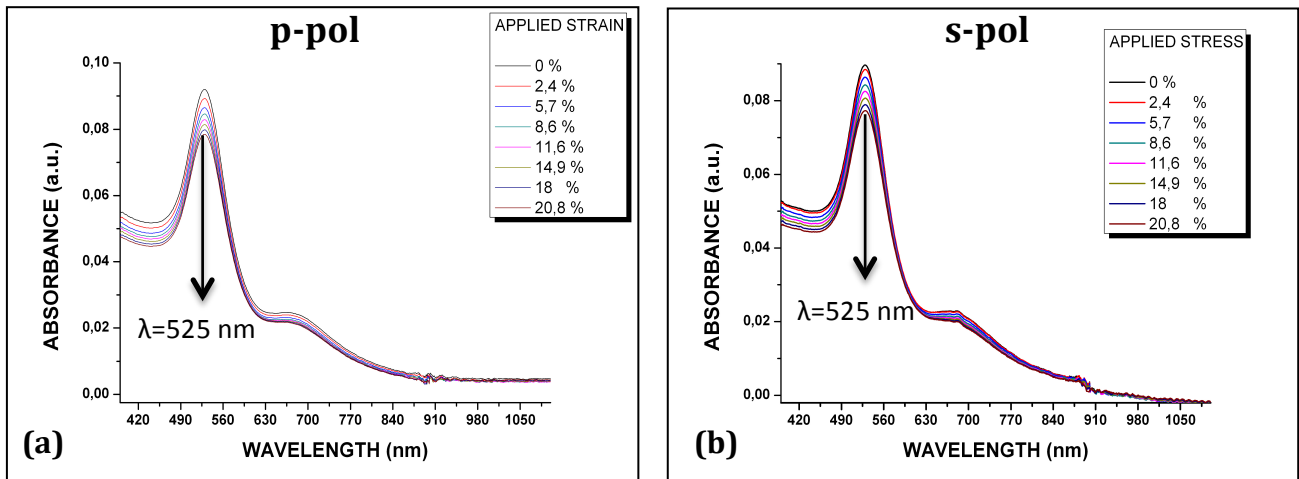 p-pol
APPLIED STRAIN
0 %
2,4 %
5,7 %
8,6 %
11,6 %
14,9 %
18 %
20,8 %
0,10
0,08
0,06
0,04
0,02
0,00
ABSORBANCE (a.u.)
λ=525 nm
420 490 560 630 700 770 840 910 980 1050
WAVELENGTH (nm)
(a)
s-pol
APPLIED STRESS
0 %
2,4 %
5,7 %
8,6 %
11,6 %
14,9 %
18 %
20,8 %
0,08
0,06
0,04
0,02
0,00
ABSORBANCE (a.u.)
λ=525 nm
420 490 560 630 700 770 840 910 980 1050
WAVELENGTH (nm)
(b)